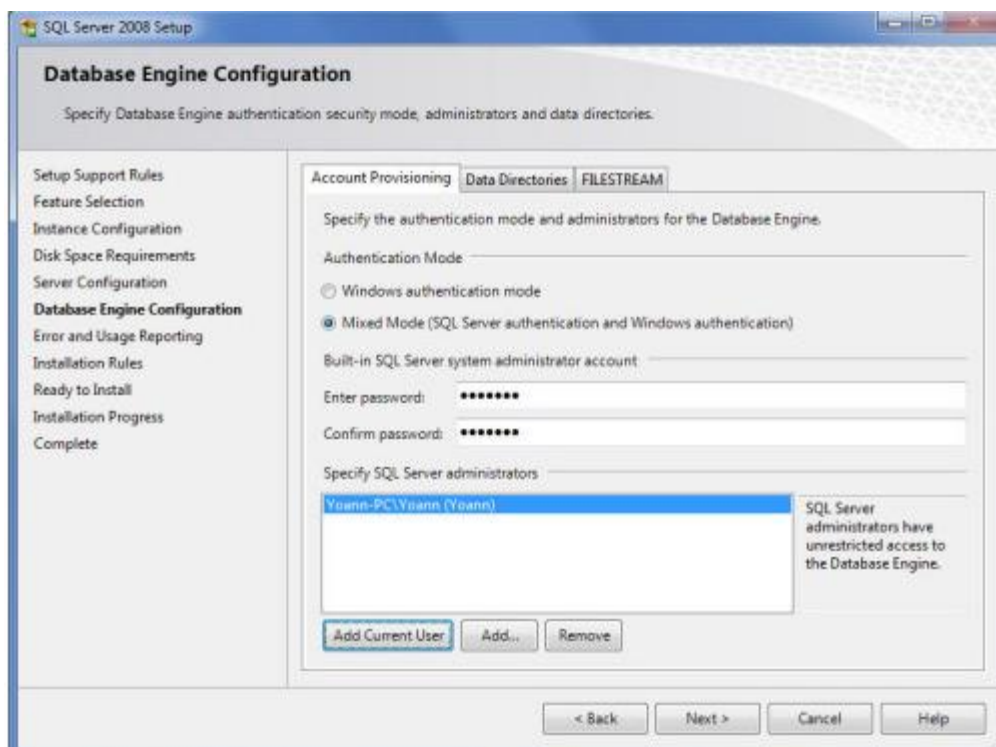 SQL Server 2008 Setup
Database Engine Configuration
Specify Database Engine authentication security mode, administrators and data directories.
Setup Support Rules
Feature Selection
Instance Configuration
Disk Space Requirements
Server Configuration
Database Engine Configuration
Error and Usage Reporting
Installation Rules
Ready to Install
Installation Progress
Complete
Account Provisioning
Data Directories
FILESTREAM
Specify the authentication mode and administrators for the Database Engine.
Authentication Mode
Windows authentication mode
Mixed Mode (SQL Server authentication and Windows authentication)
Built-in SQL Server system administrator account
Enter password: •••••••
Confirm password: •••••••
Specify SQL Server administrators
Yoann-PC\Yoann (Yoann)
SQL Server
administrators have
unrestricted access to
the Database Engine.
Add Current User
Add...
Remove
< Back
Next >
Cancel
Help